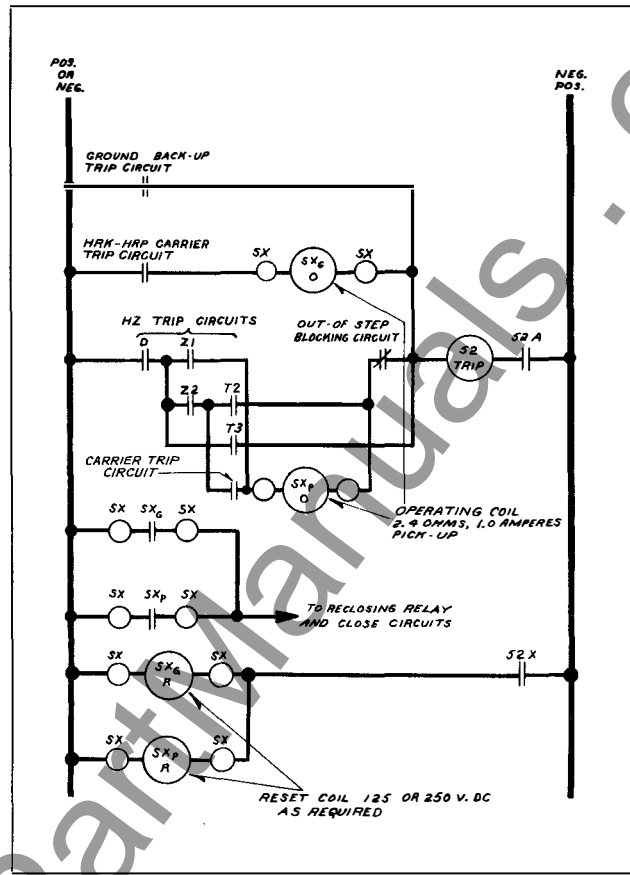 POS.
OR
NEG.
NEG.
POS.
GROUND BACK-UP
TRIP CIRCUIT
HRK-HRP CARRIER
TRIP CIRCUIT
SX
SXG
O
SX
HZ TRIP CIRCUITS
D
Z1
OUT-OF STEP
BLOCKING CIRCUIT
52
TRIP
52A
Z2
T2
T3
CARRIER TRIP
CIRCUIT
SXP
O
OPERATING COIL
2.4 OHMS, 1.0 AMPERES
PICK-UP
SX
SXG
SX
SX
SXP
SX
TO RECLOSING RELAY
AND CLOSE CIRCUITS
SX
SXG
R
SX
52X
SX
SXP
R
SX
RESET COIL 125 OR 250 V. DC
AS REQUIRED